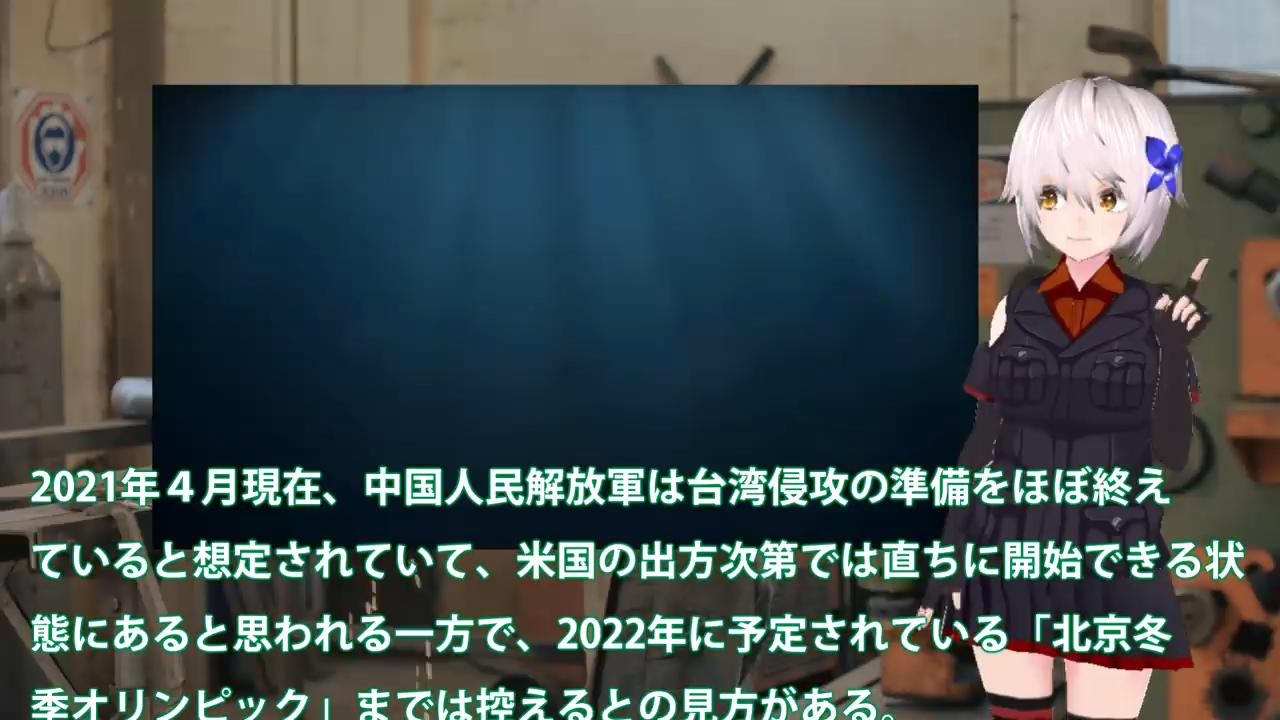 2021年４月現在、中国人民解放軍は台湾侵攻の準備をほぼ終え
ていると想定されていて、米国の出方次第では直ちに開始できる状
態にあると思われる一方で、2022年に予定されている「北京冬
季オリンピック」までは控えるとの見方がある。